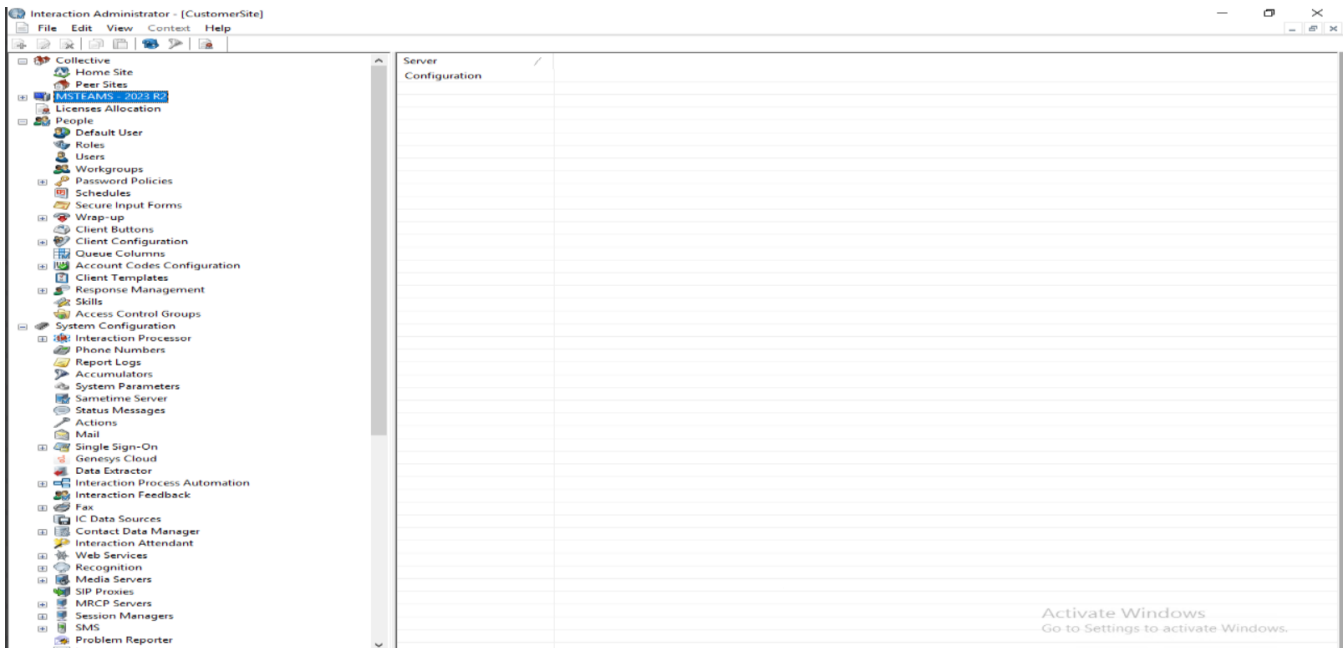 Interaction Administrator - [CustomerSite]
File Edit View Context Help
Collective
Home Site
Peer Sites
MSTEAMS - 2023 R2
Licenses Allocation
People
Default User
Roles
Users
Workgroups
Password Policies
Schedules
Secure Input Forms
Wrap-up
Client Buttons
Client Configuration
Queue Columns
Account Codes Configuration
Client Templates
Response Management
Skills
Access Control Groups
System Configuration
Interaction Processor
Phone Numbers
Report Logs
Accumulators
System Parameters
Sametime Server
Status Messages
Actions
Mail
Single Sign-On
Genesys Cloud
Data Extractor
Interaction Process Automation
Interaction Feedback
Fax
IC Data Sources
Contact Data Manager
Interaction Attendant
Web Services
Recognition
Media Servers
SIP Proxies
MRCP Servers
Session Managers
SMS
Problem Reporter
Server
Configuration
Activate Windows
Go to Settings to activate Windows.